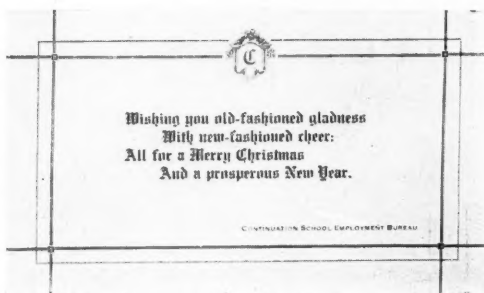 C
Wishing you old-fashioned gladness
With new-fashioned cheer:
All for a Merry Christmas
And a prosperous New Year.
CONTINUATION SCHOOL EMPLOYMENT BUREAU